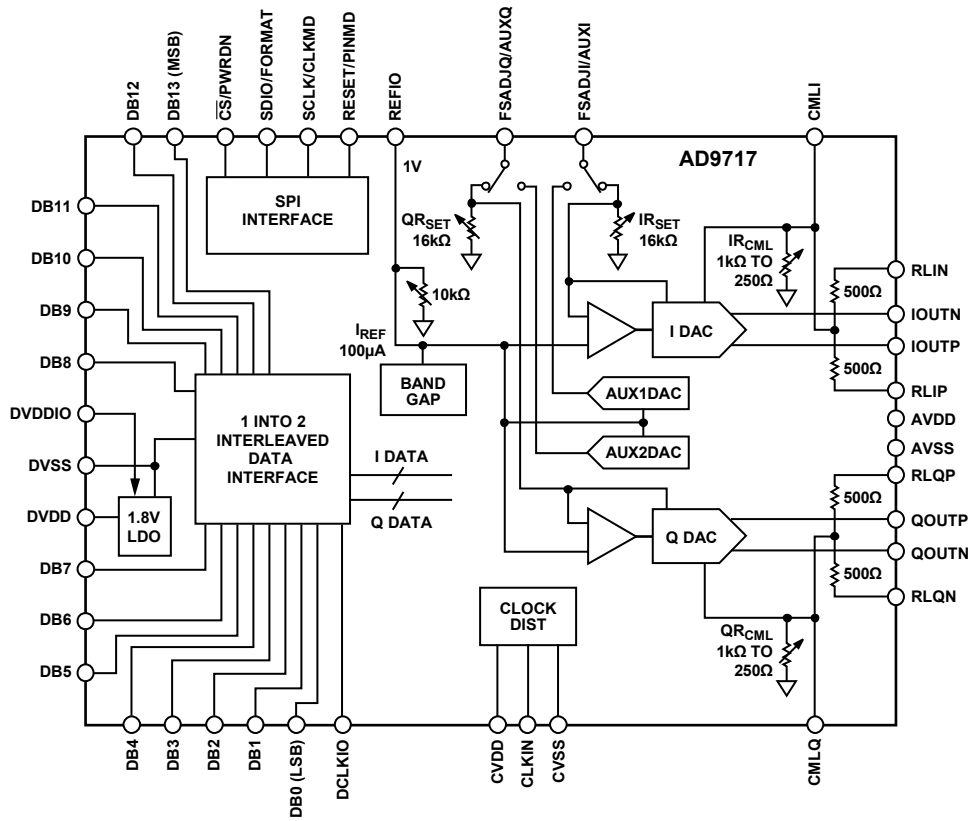 DB12
DB13 (MSB)
CS/PWRDN
SDIO/FORMAT
SCLK/CLKMD
RESET/PINMD
REFIO
FSADJQ/AUXQ
FSADJI/AUXI
CMLI
AD9717
1V
SPI
INTERFACE
DB11
DB10
DB9
DB8
DVDDIO
DVSS
DVDD
DB7
DB6
DB5
QRSET
16kΩ
IRSET
16kΩ
IRCML
1kΩ TO
250Ω
10kΩ
IREF
100µA
BAND
GAP
I DAC
AUX1DAC
AUX2DAC
Q DAC
500Ω
500Ω
RLIN
IOUTN
IOUTP
RLIP
AVDD
AVSS
RLQP
QOUTP
QOUTN
RLQN
500Ω
500Ω
1 INTO 2
INTERLEAVED
DATA
INTERFACE
I DATA
Q DATA
1.8V
LDO
CLOCK
DIST
QRCML
1kΩ TO
250Ω
DB4
DB3
DB2
DB1
DB0 (LSB)
DCLKIO
CVDD
CLKIN
CVSS
CMLQ